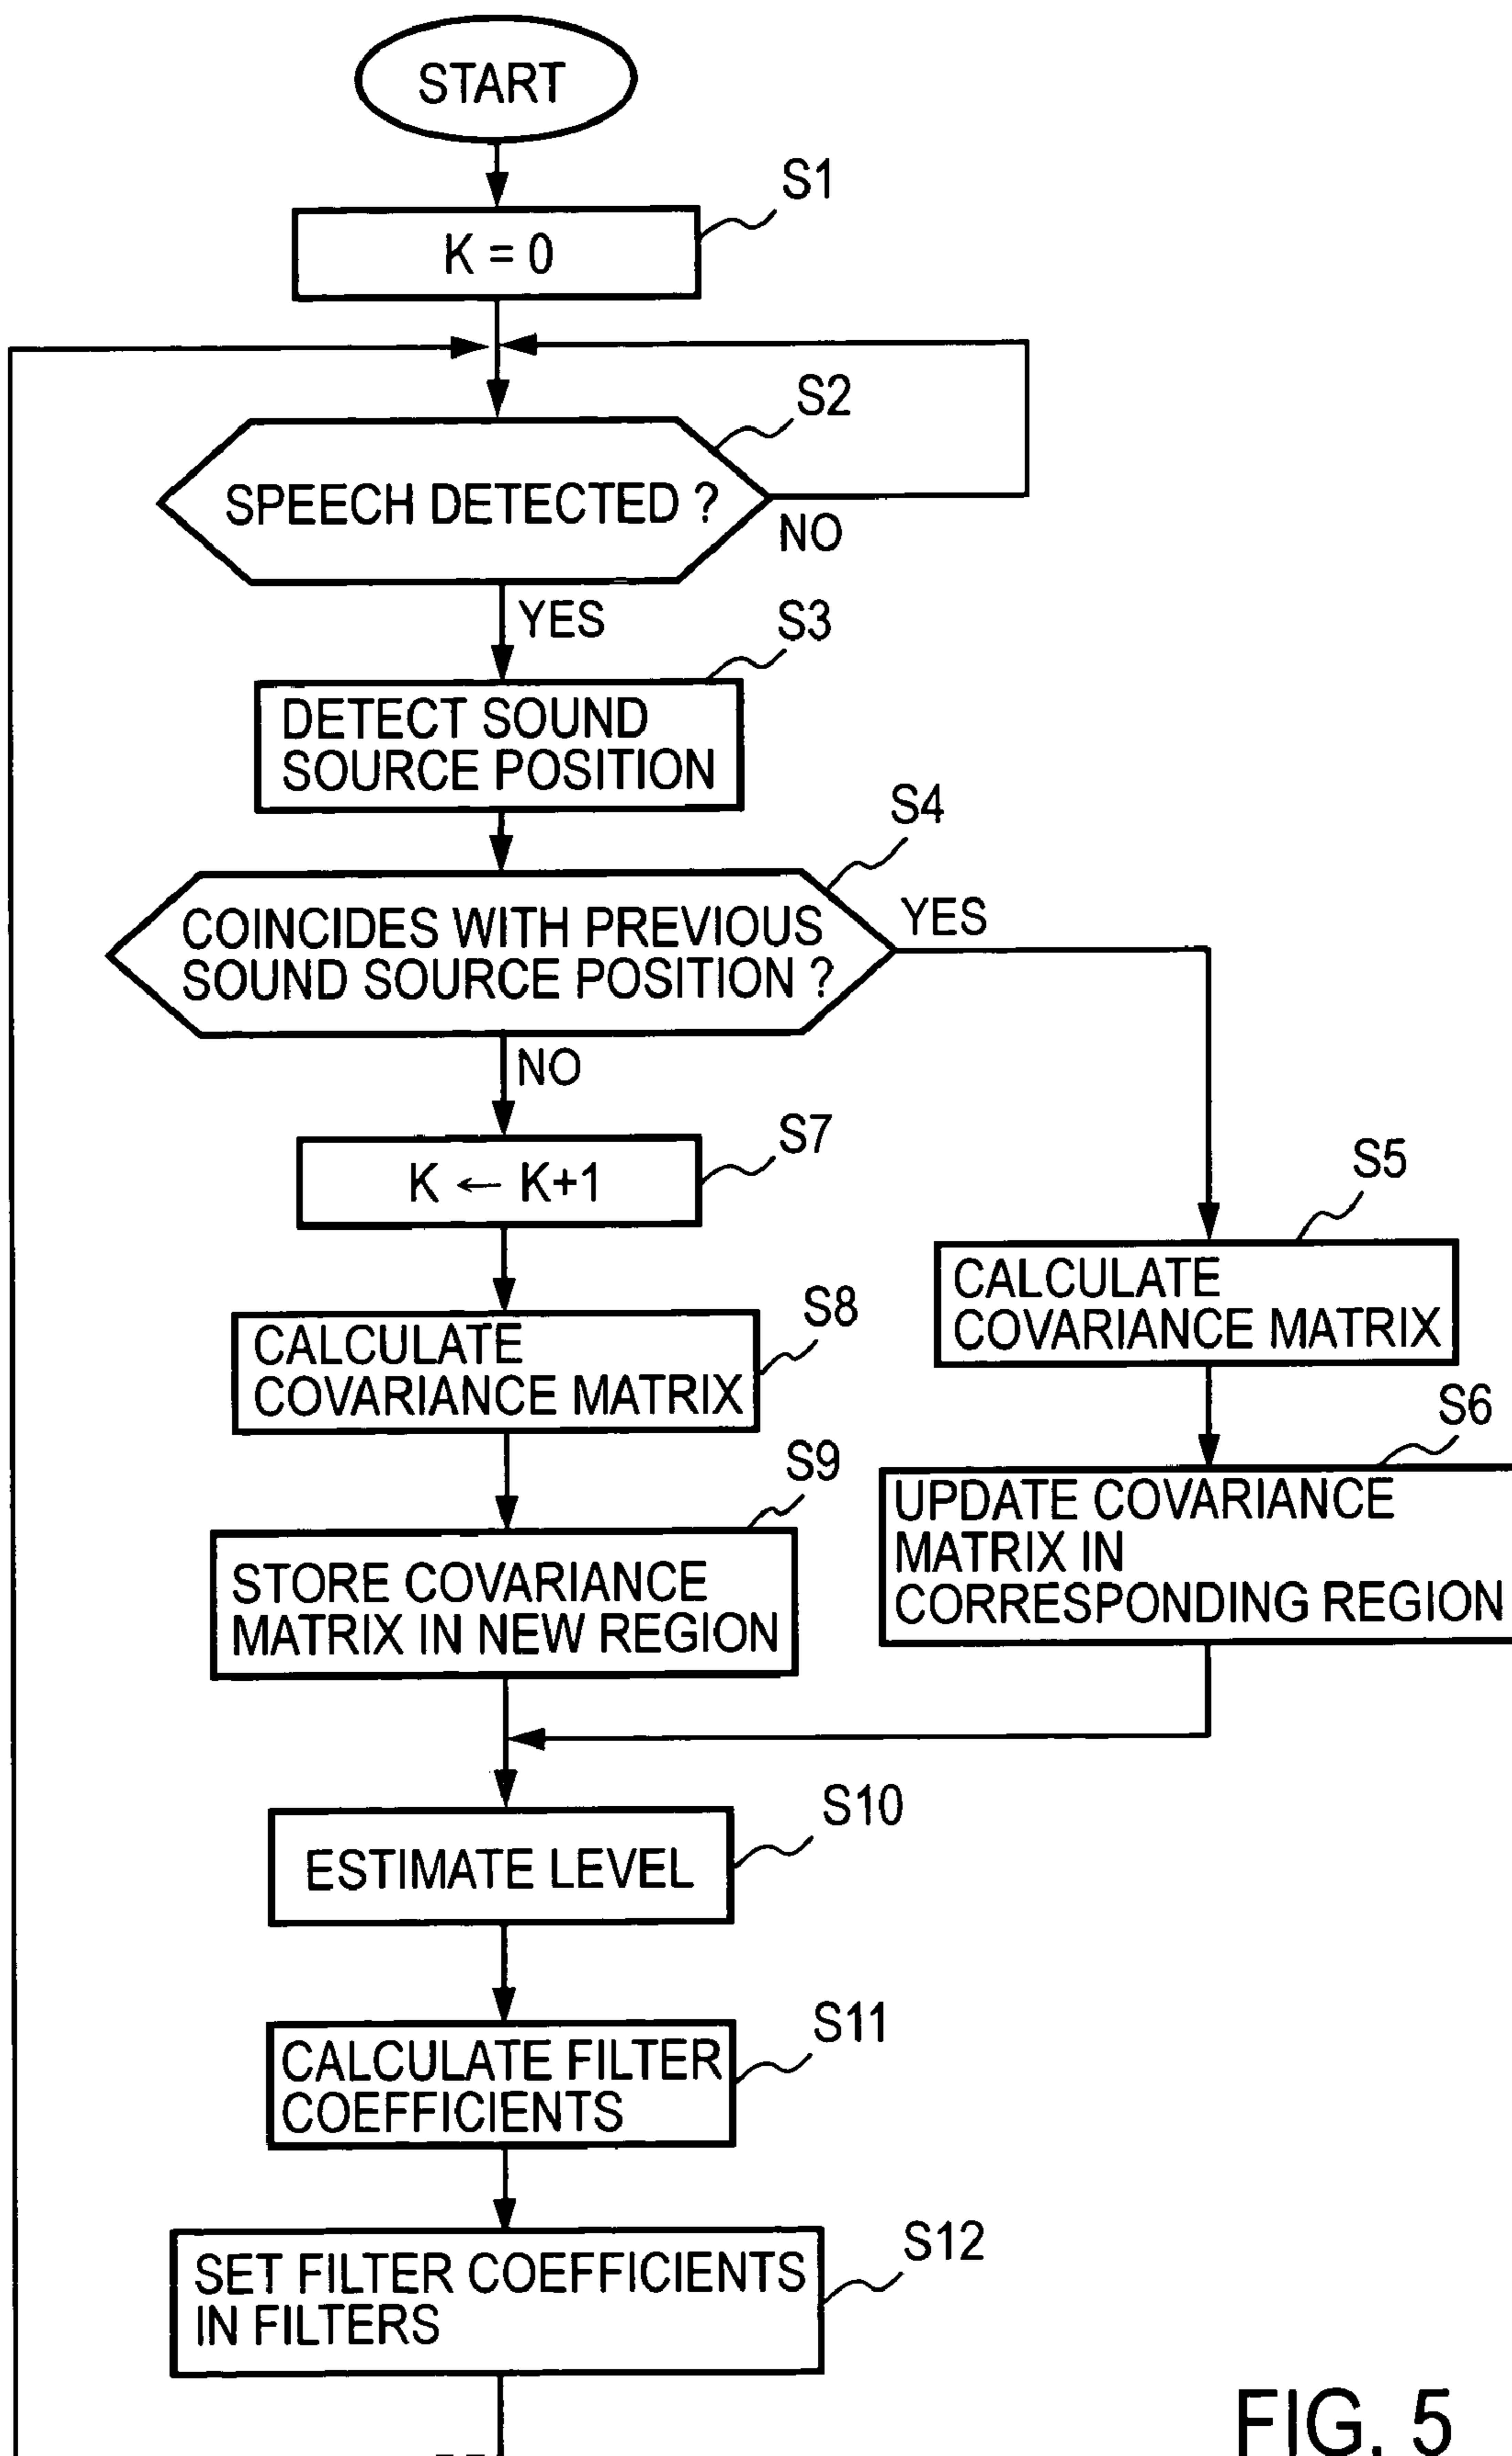 START
S1
K = 0
S2
SPEECH DETECTED ?
NO
YES
S3
DETECT SOUND
SOURCE POSITION
S4
COINCIDES WITH PREVIOUS
SOUND SOURCE POSITION ?
YES
NO
S7
K ← K+1
S5
CALCULATE
COVARIANCE MATRIX
S8
CALCULATE
COVARIANCE MATRIX
S6
UPDATE COVARIANCE
MATRIX IN
CORRESPONDING REGION
S9
STORE COVARIANCE
MATRIX IN NEW REGION
S10
ESTIMATE LEVEL
S11
CALCULATE FILTER
COEFFICIENTS
S12
SET FILTER COEFFICIENTS
IN FILTERS
FIG. 5